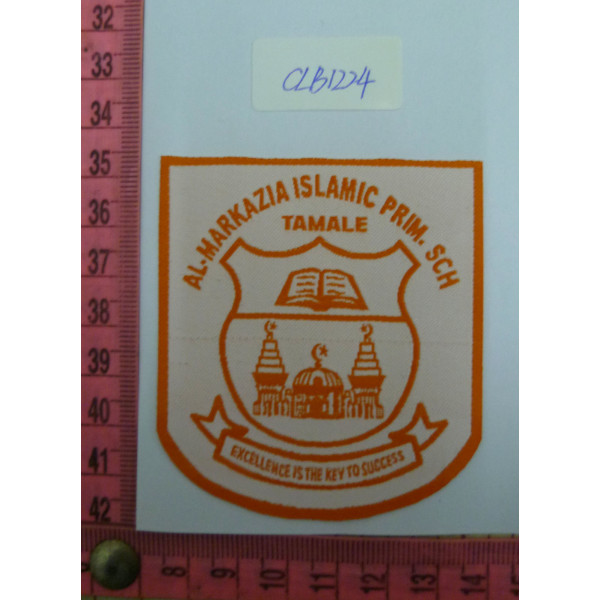 CLB1224
AL-MARKAZIA ISLAMIC PRIM. SCH
TAMALE
EXCELLENCE IS THE KEY TO SUCCESS
32
33
34
35
36
37
38
39
40
41
42
8 9 10 11 12 13 14 15